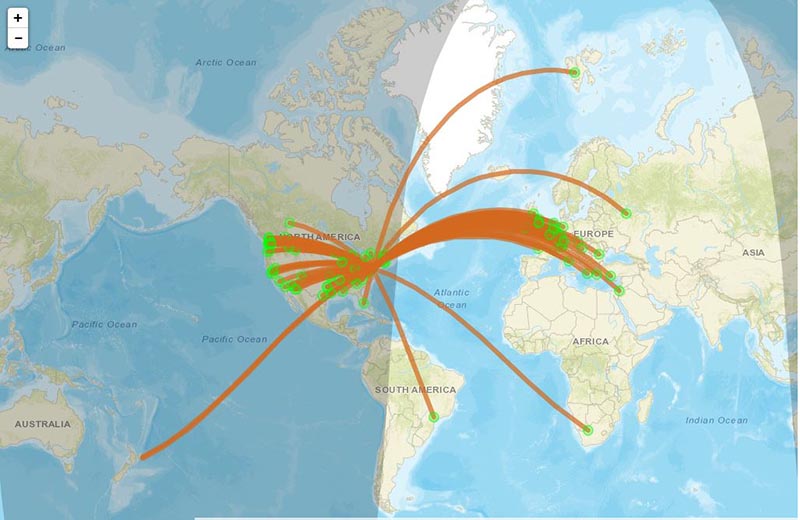 +
−
Arctic Ocean
Arctic Ocean
NORTH AMERICA
EUROPE
ASIA
Atlantic
Ocean
Pacific Ocean
Pacific Ocean
AFRICA
SOUTH AMERICA
AUSTRALIA
Indian Ocean